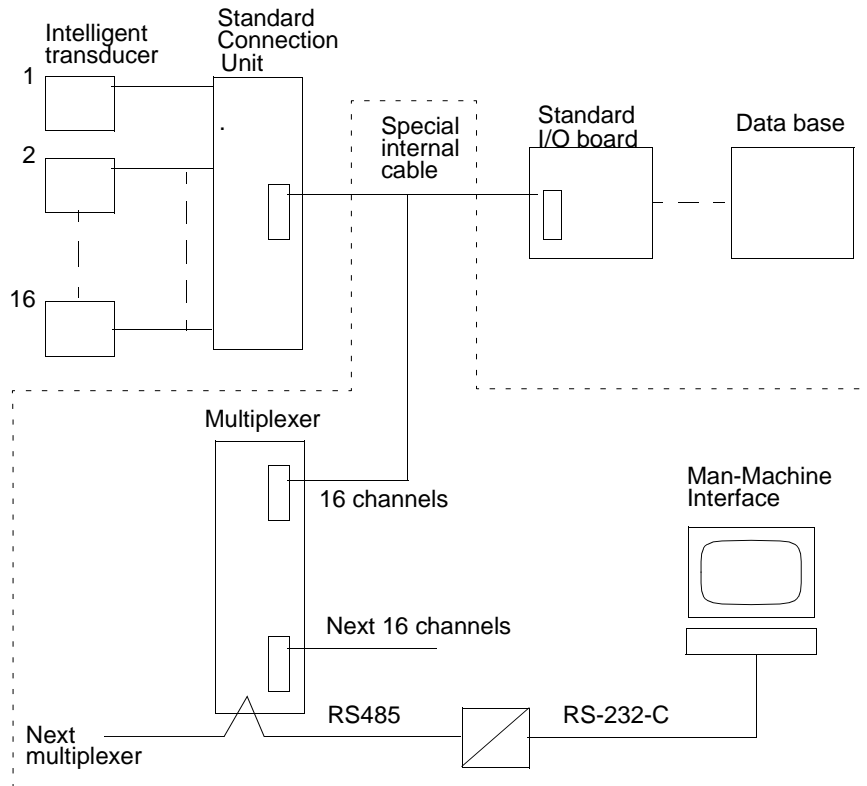 Intelligent
transducer
Standard
Connection
Unit
1
2
16
Special
internal
cable
Standard
I/O board
Data base
Multiplexer
16 channels
Next 16 channels
Man-Machine
Interface
RS485
RS-232-C
Next
multiplexer